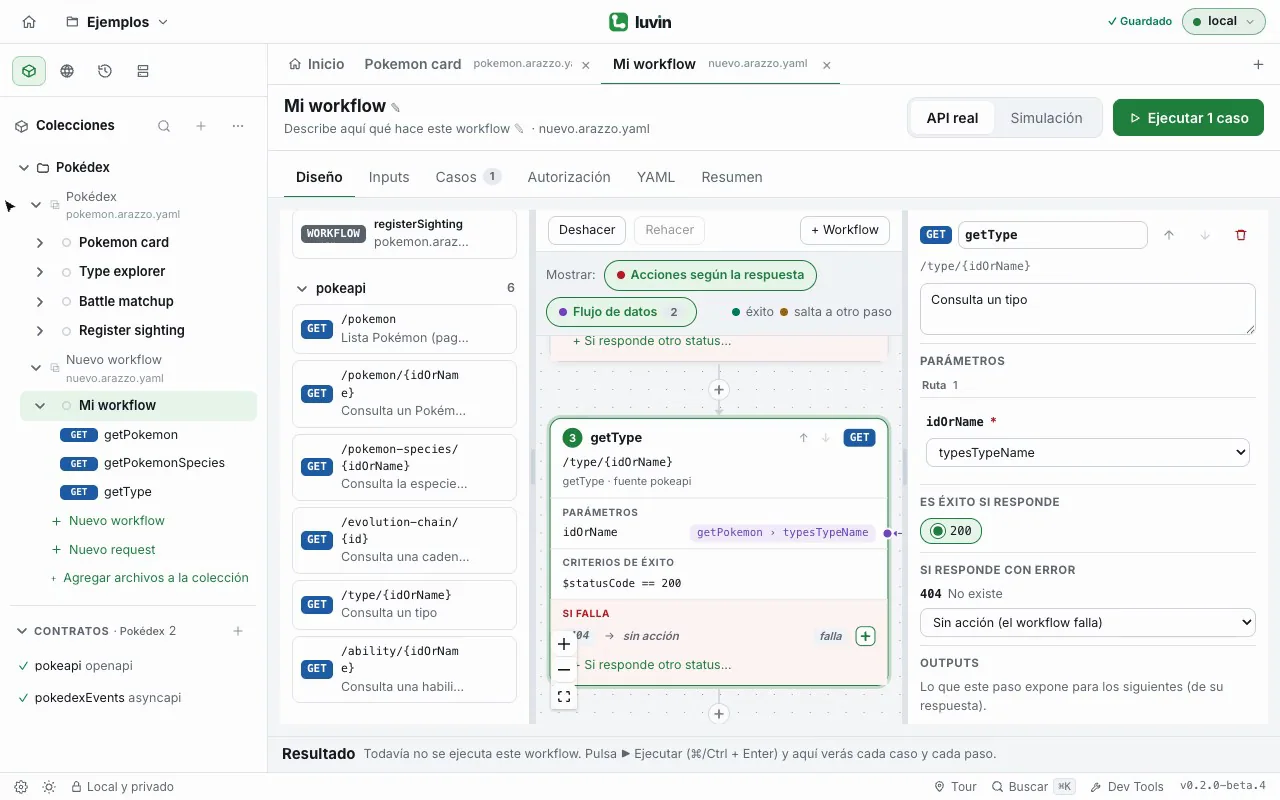 Ejemplos
luvin
Guardado
local
Inicio
Pokemon card pokemon.arazzo.y
Mi workflow nuevo.arazzo.yaml
Colecciones
Pokédex
Pokédex
pokemon.arazzo.yaml
Pokemon card
Type explorer
Battle matchup
Register sighting
Nuevo workflow
nuevo.arazzo.yaml
Mi workflow
GET getPokemon
GET getPokemonSpecies
GET getType
+ Nuevo workflow
+ Nuevo request
+ Agregar archivos a la colección
CONTRATOS · Pokédex 2
pokeapi openapi
pokedexEvents asyncapi
Mi workflow
Describe aquí qué hace este workflow · nuevo.arazzo.yaml
API real
Simulación
Ejecutar 1 caso
Diseño
Inputs
Casos 1
Autorización
YAML
Resumen
WORKFLOW registerSighting
pokemon.araz...
pokeapi 6
GET /pokemon
Lista Pokémon (pag...
GET /pokemon/{idOrNam
e}
Consulta un Pokém...
GET /pokemon-species/
{idOrName}
Consulta la especie...
GET /evolution-chain/
{id}
Consulta una caden...
GET /type/{idOrName}
Consulta un tipo
GET /ability/{idOrNam
e}
Consulta una habili...
Deshacer
Rehacer
+ Workflow
Mostrar:
Acciones según la respuesta
Flujo de datos 2
éxito
salta a otro paso
+ Si responde otro status...
3 getType GET
/type/{idOrName}
getType · fuente pokeapi
PARÁMETROS
idOrName getPokemon › typesTypeName
CRITERIOS DE ÉXITO
$statusCode == 200
SI FALLA
04 → sin acción falla
Si responde otro status...
GET getType
/type/{idOrName}
Consulta un tipo
PARÁMETROS
Ruta 1
idOrName *
typesTypeName
ES ÉXITO SI RESPONDE
200
SI RESPONDE CON ERROR
404 No existe
Sin acción (el workflow falla)
OUTPUTS
Lo que este paso expone para los siguientes (de su
respuesta).
Resultado Todavía no se ejecuta este workflow. Pulsa ▶ Ejecutar (⌘/Ctrl + Enter) y aquí verás cada caso y cada paso.
Local y privado
Tour
Buscar ⌘K
Dev Tools
v0.2.0-beta.4